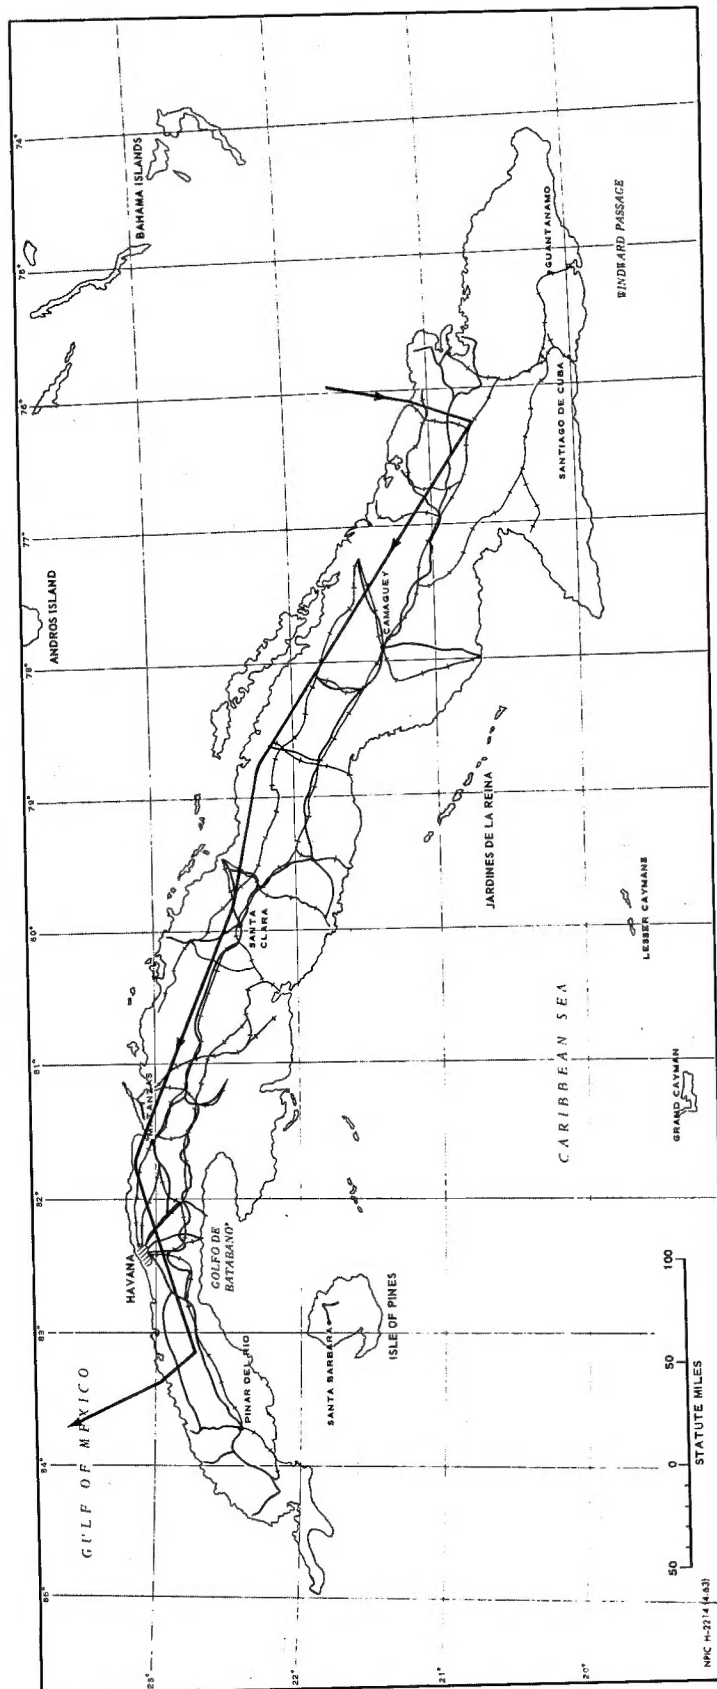 85°
84°
83°
82°
81°
80°
79°
78°
77°
76°
75°
74°
ANDROS ISLAND
BAHAMA ISLANDS
GULF OF MEXICO
HAVANA
MATANZAS
23°
GOLFO DE
BATABANO
PINAR DEL RIO
SANTA
CLARA
22°
SANTA BARBARA
ISLE OF PINES
CAMAGUEY
21°
JARDINES DE LA REINA
GUANTANAMO
SANTIAGO DE CUBA
CARIBBEAN SEA
WINDWARD PASSAGE
20°
LESSER CAYMANS
GRAND CAYMAN
50 0 50 100
STATUTE MILES
NPIC H-2214 (4-63)